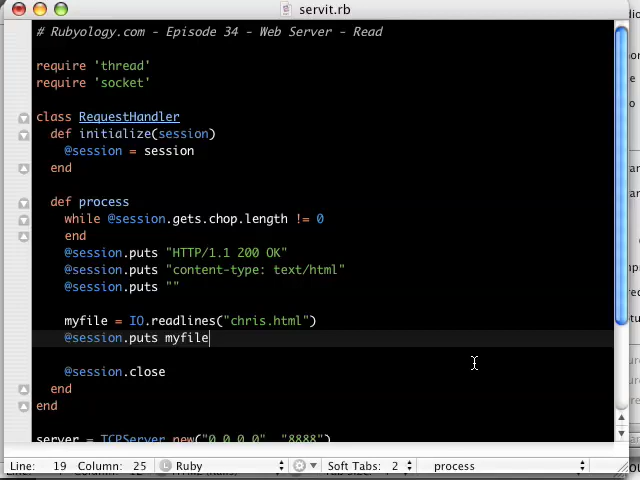 servit.rb
# Rubyology.com - Episode 34 - Web Server - Read
require 'thread'
require 'socket'
class RequestHandler
def initialize(session)
@session = session
end
def process
while @session.gets.chop.length != 0
end
@session.puts "HTTP/1.1 200 OK"
@session.puts "content-type: text/html"
@session.puts ""
myfile = IO.readlines("chris.html")
@session.puts myfile
@session.close
end
end
server = TCPServer.new("0.0.0.0", "8888")
Line: 19 Column: 25 Ruby Soft Tabs: 2 process